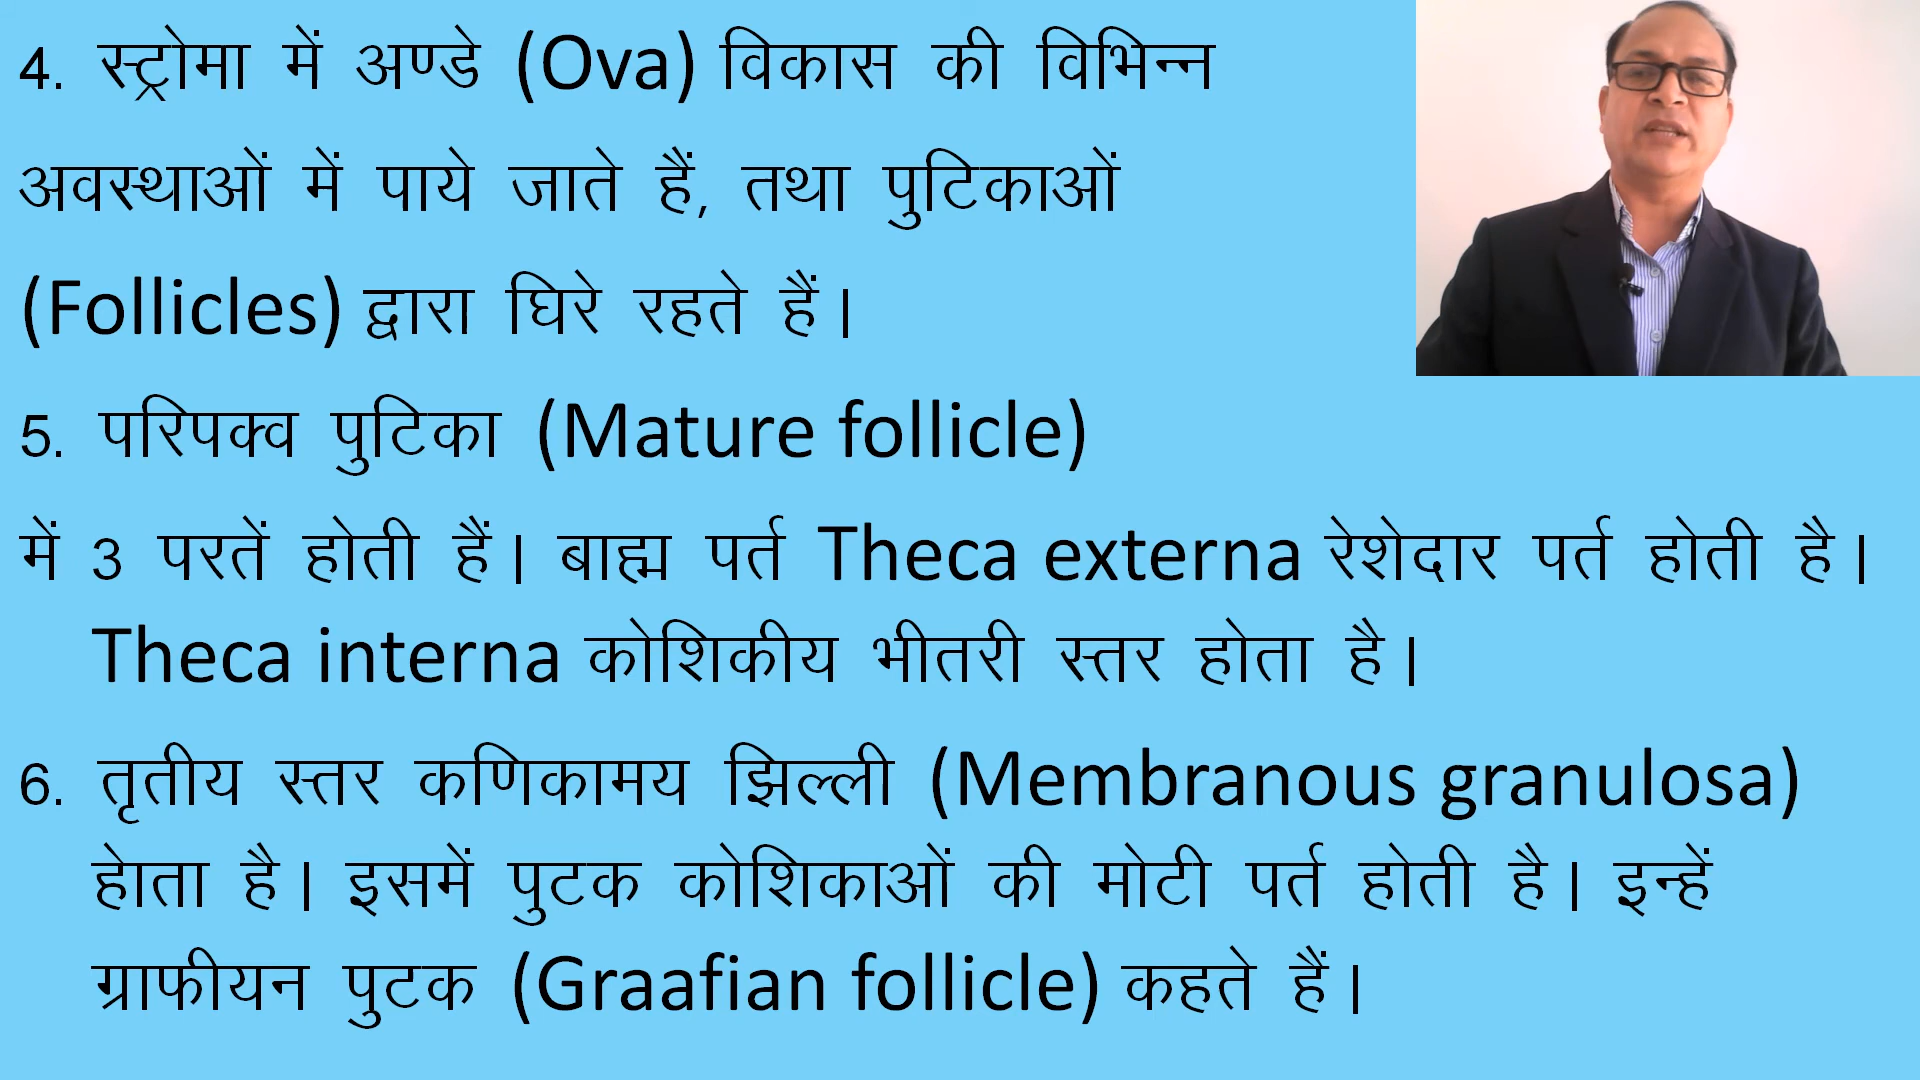 4. स्ट्रोमा में अण्डे (Ova) विकास की विभिन्न
अवस्थाओं में पाये जाते हैं, तथा पुटिकाओं
(Follicles) द्वारा घिरे रहते हैं।
5. परिपक्व पुटिका (Mature follicle)
में 3 परतें होती हैं। बाह्य पर्त Theca externa रेशेदार पर्त होती है।
Theca interna कोशिकीय भीतरी स्तर होता है।
6. तृतीय स्तर कणिकामय झिल्ली (Membranous granulosa)
हेाता है। इसमें पुटक कोशिकाओं की मोटी पर्त होती है। इन्हें
ग्राफीयन पुटक (Graafian follicle) कहते हैं।